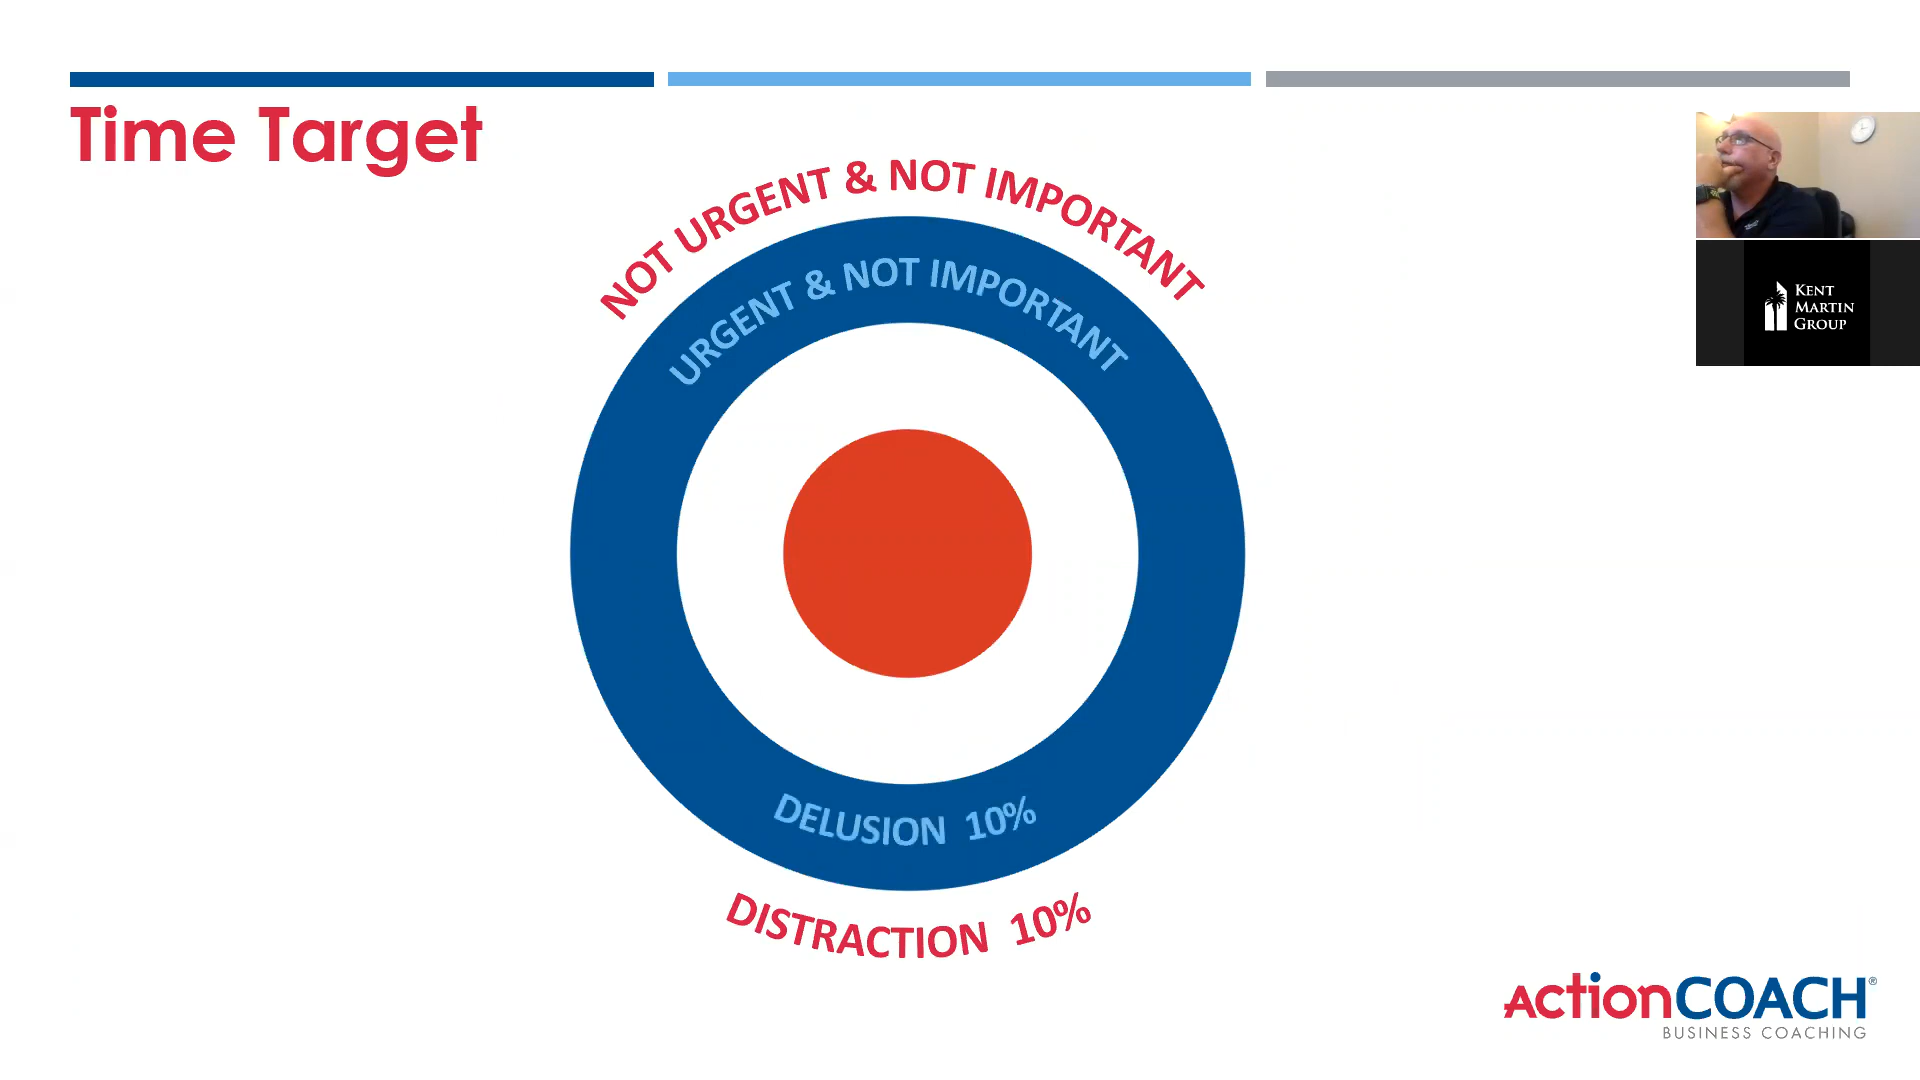 Time Target
NOT URGENT & NOT IMPORTANT
URGENT & NOT IMPORTANT
DELUSION 10%
DISTRACTION 10%
KENT
MARTIN
GROUP
ActionCOACH®
BUSINESS COACHING